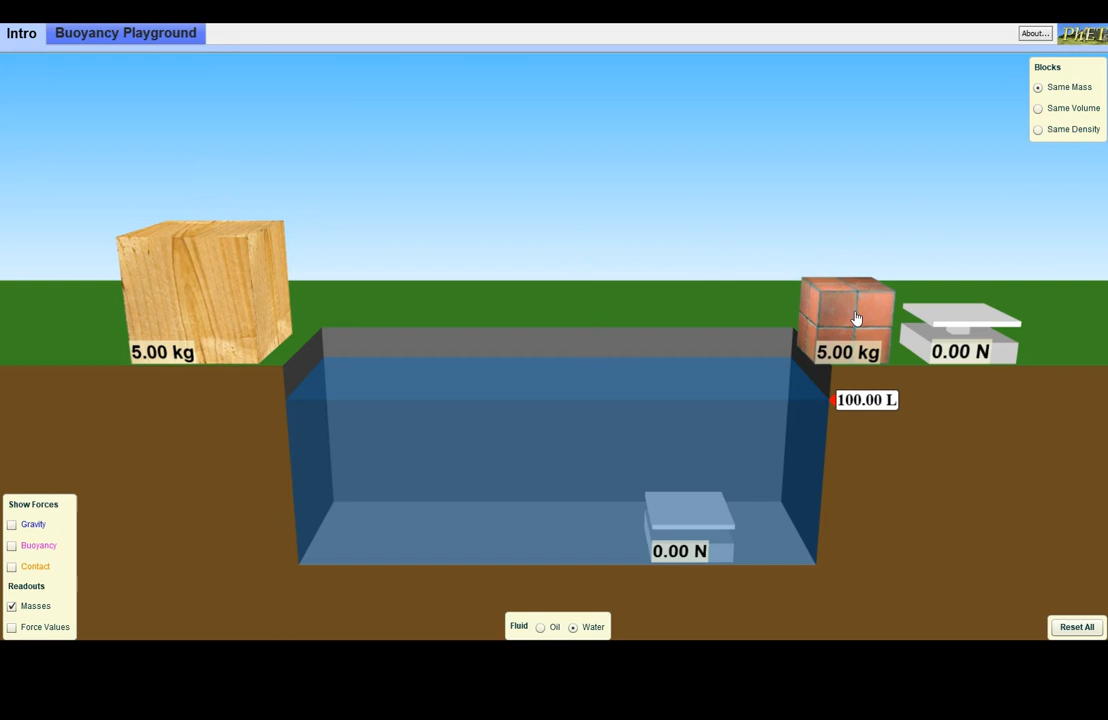 Intro
Buoyancy Playground
About...
PhET
Blocks
Same Mass
Same Volume
Same Density
5.00 kg
5.00 kg
0.00 N
100.00 L
0.00 N
Show Forces
Gravity
Buoyancy
Contact
Readouts
Masses
Force Values
Fluid
Oil
Water
Reset All